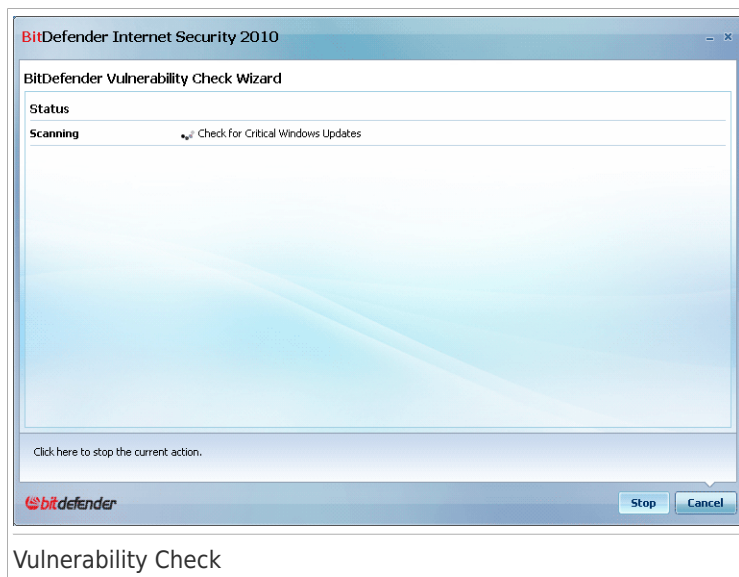 BitDefender Internet Security 2010
BitDefender Vulnerability Check Wizard
Status
Scanning Check for Critical Windows Updates
Click here to stop the current action.
bitdefender
Stop Cancel
Vulnerability Check